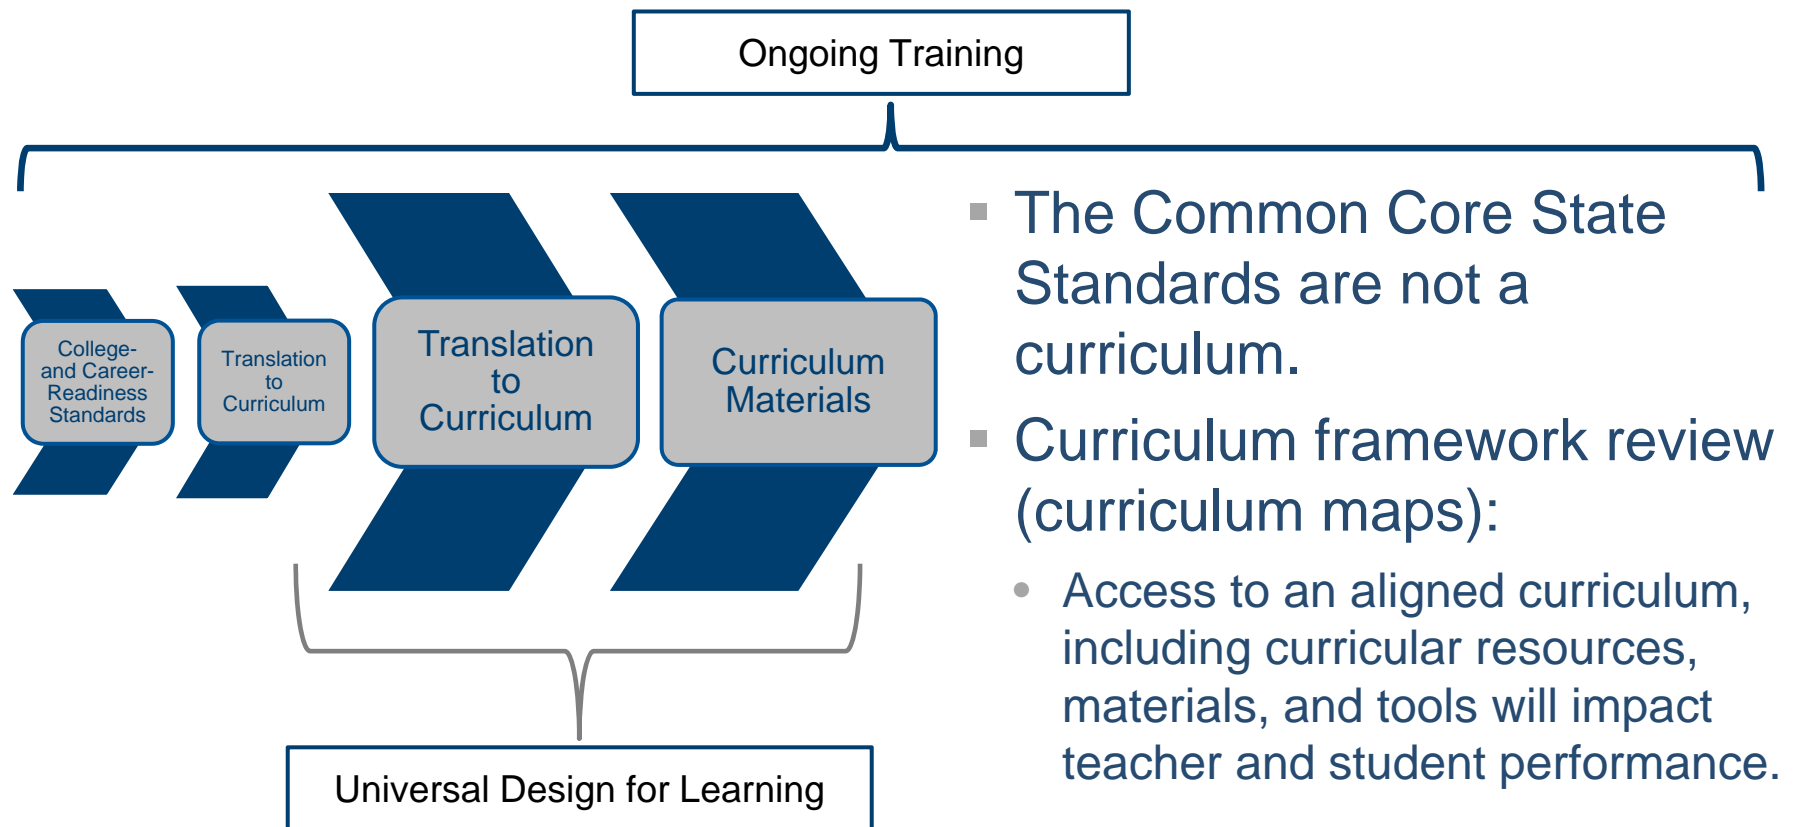 Ongoing Training
College-
and Career-
Readiness
Standards
Translation
to
Curriculum
Translation
to
Curriculum
Curriculum
Materials
Universal Design for Learning
▪ The Common Core State
Standards are not a
curriculum.
▪ Curriculum framework review
(curriculum maps):
• Access to an aligned curriculum,
including curricular resources,
materials, and tools will impact
teacher and student performance.